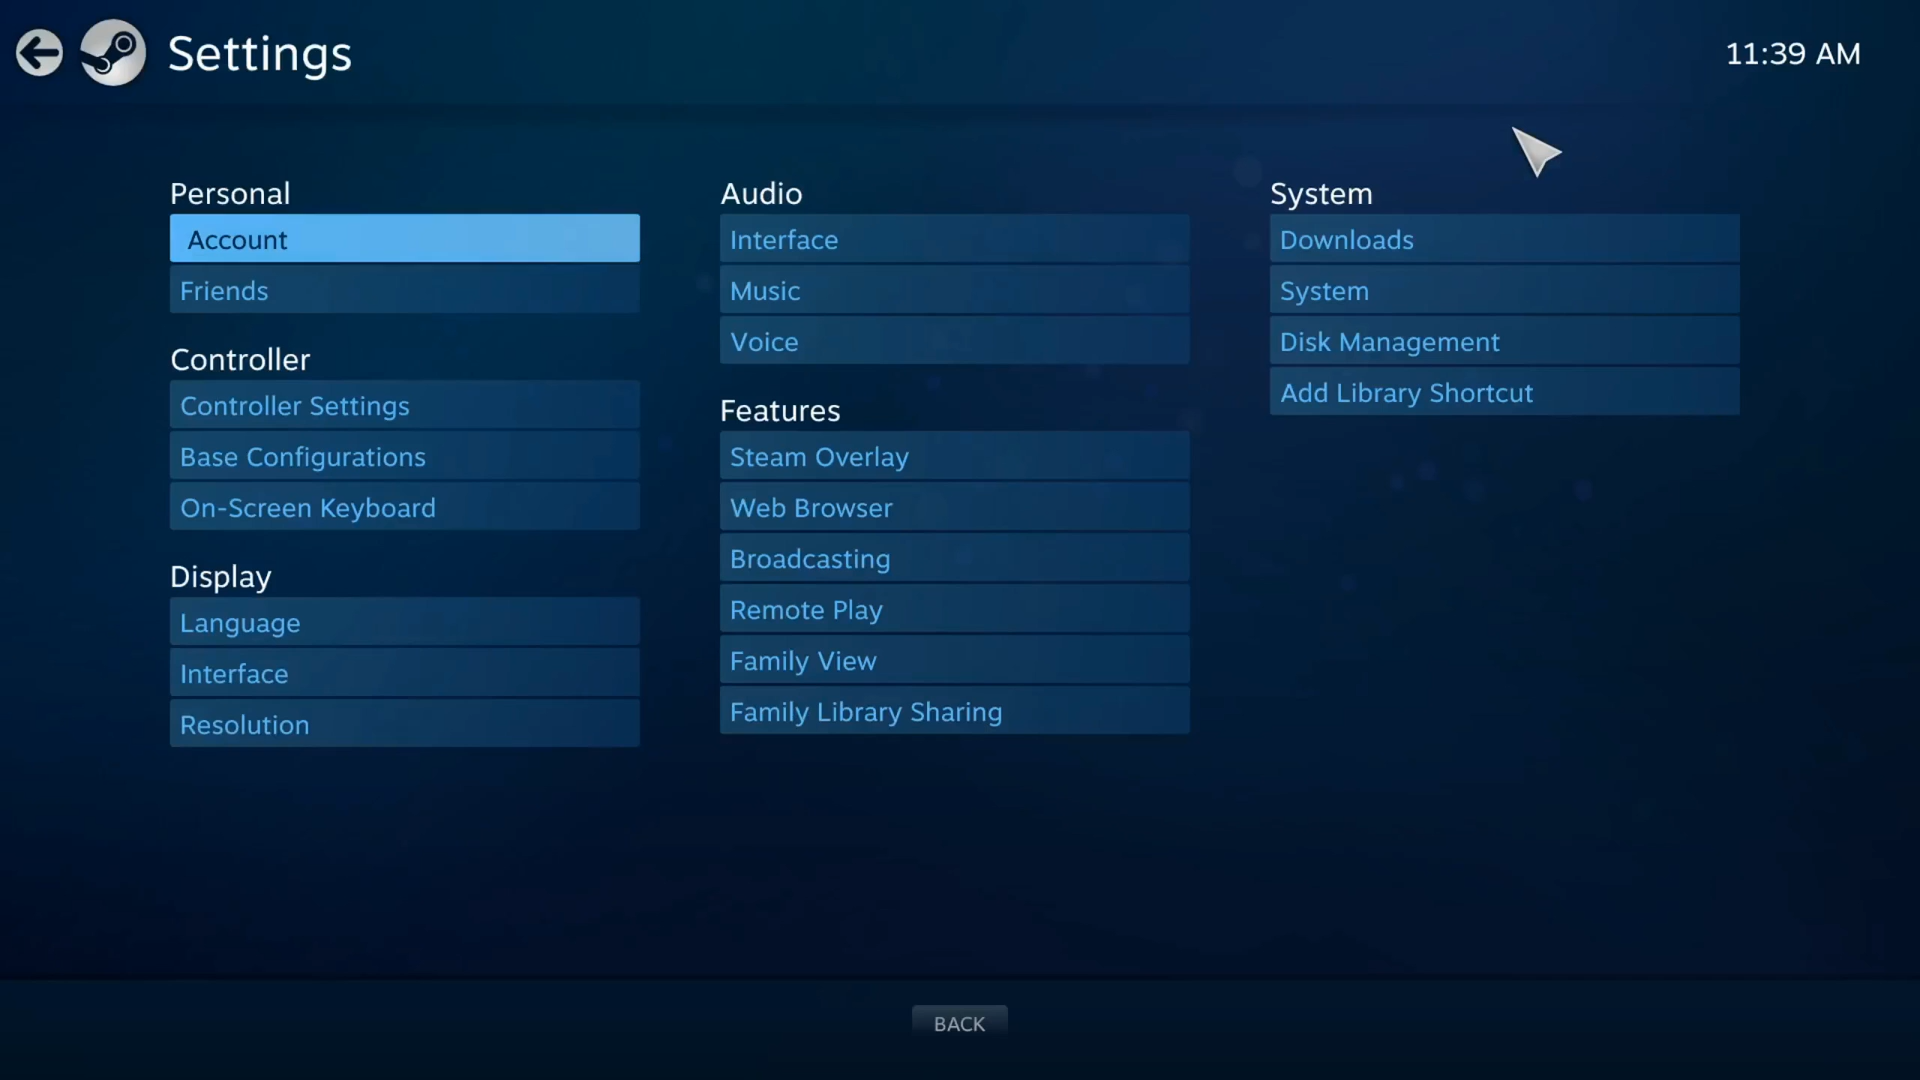 Settings
11:39 AM
Personal
Account
Friends
Controller
Controller Settings
Base Configurations
On-Screen Keyboard
Display
Language
Interface
Resolution
Audio
Interface
Music
Voice
Features
Steam Overlay
Web Browser
Broadcasting
Remote Play
Family View
Family Library Sharing
System
Downloads
System
Disk Management
Add Library Shortcut
BACK